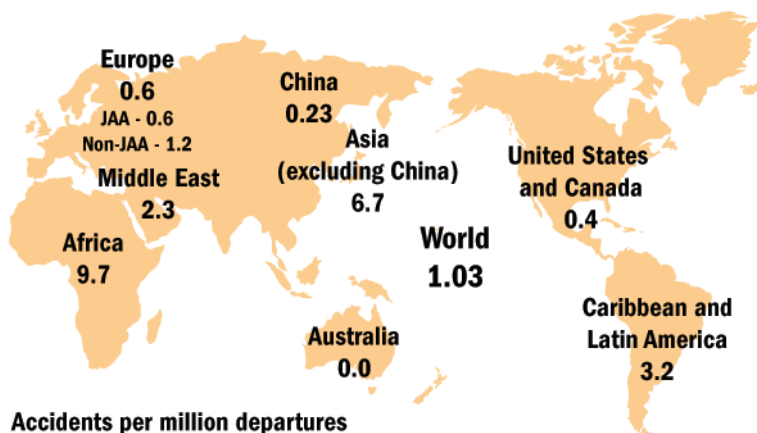 Europe
0.6
JAA - 0.6
Non-JAA - 1.2
China
0.23
Asia
(excluding China)
6.7
Middle East
2.3
Africa
9.7
World
1.03
United States
and Canada
0.4
Australia
0.0
Caribbean and
Latin America
3.2
Accidents per million departures